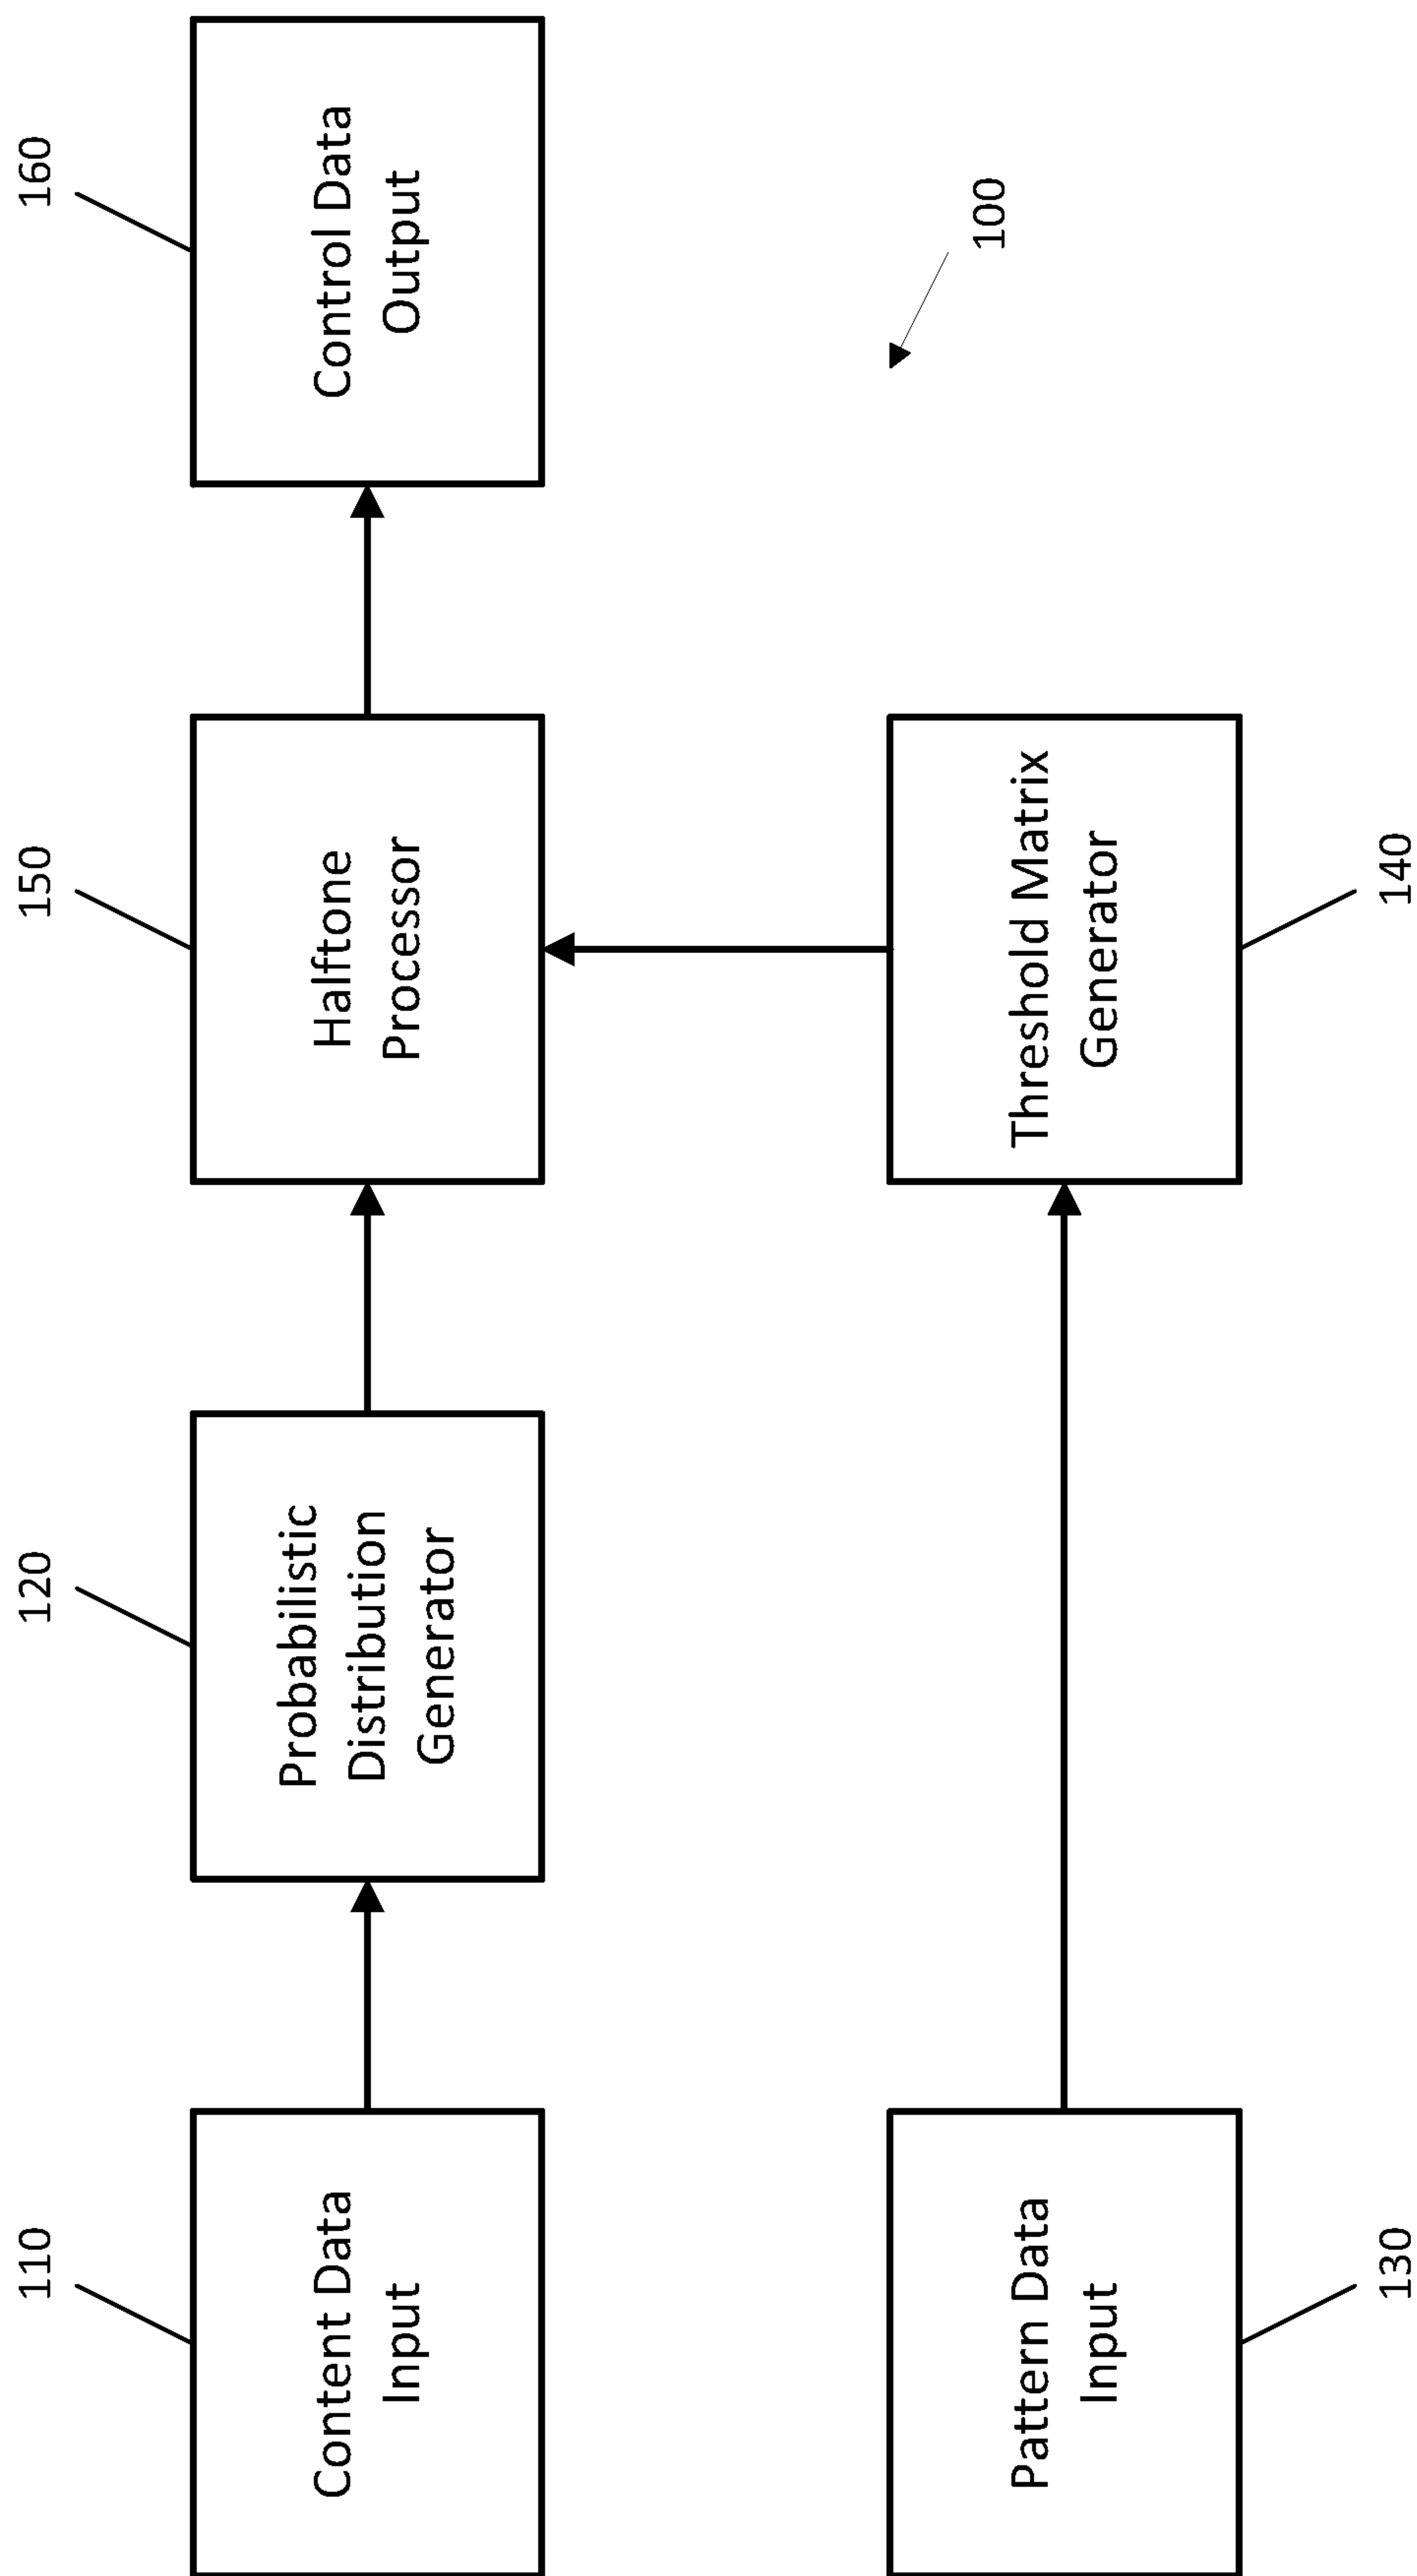 110
Content Data
Input
120
Probabilistic
Distribution
Generator
150
Halftone
Processor
160
Control Data
Output
100
Pattern Data
Input
130
Threshold Matrix
Generator
140